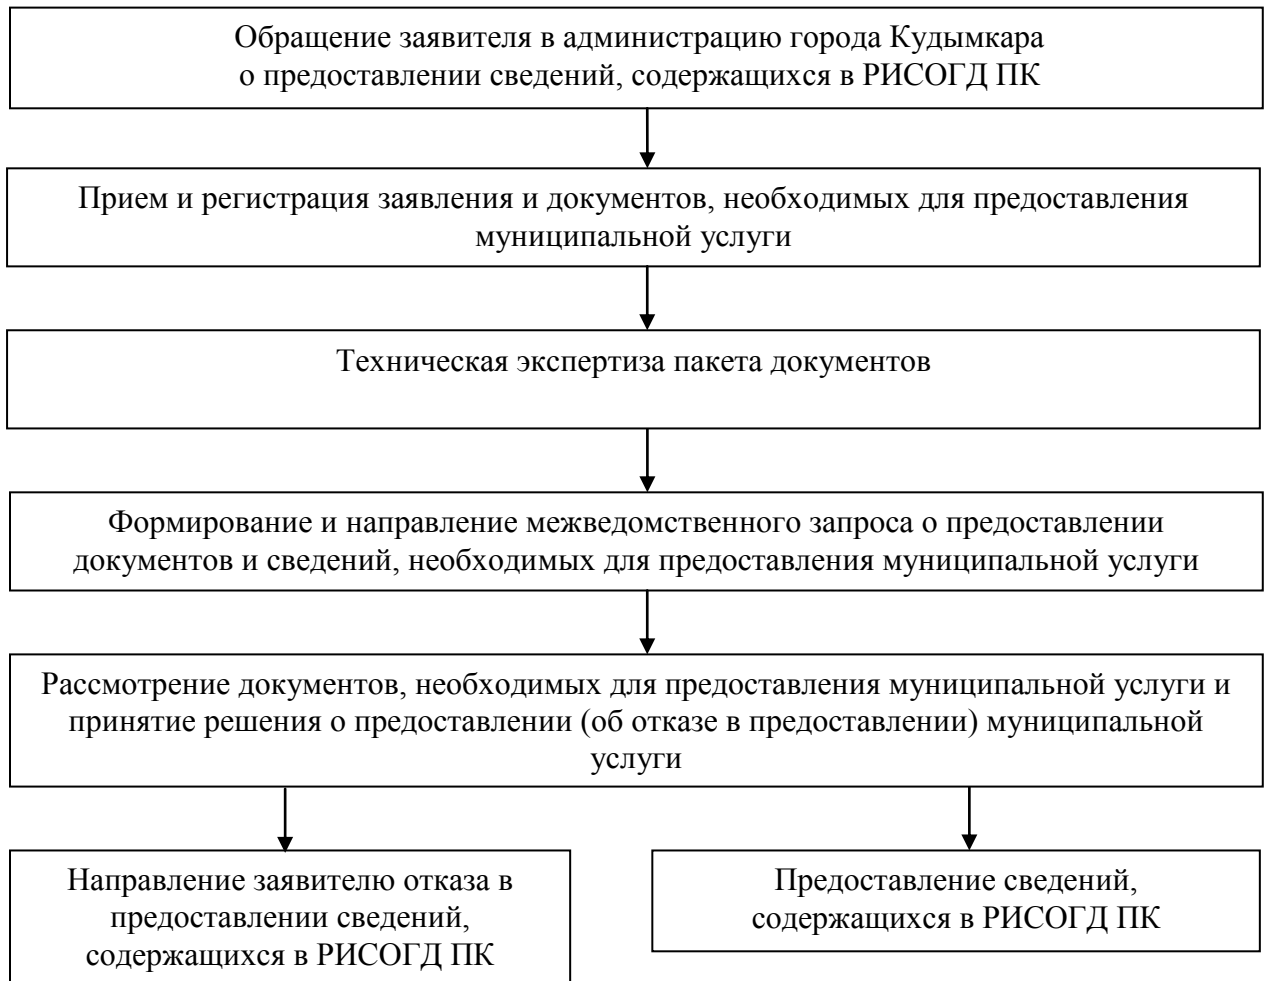 Обращение заявителя в администрацию города Кудымкара
о предоставлении сведений, содержащихся в РИСОГД ПК
Прием и регистрация заявления и документов, необходимых для предоставления
муниципальной услуги
Техническая экспертиза пакета документов
Формирование и направление межведомственного запроса о предоставлении
документов и сведений, необходимых для предоставления муниципальной услуги
Рассмотрение документов, необходимых для предоставления муниципальной услуги и
принятие решения о предоставлении (об отказе в предоставлении) муниципальной
услуги
Направление заявителю отказа в
предоставлении сведений,
содержащихся в РИСОГД ПК
Предоставление сведений,
содержащихся в РИСОГД ПК